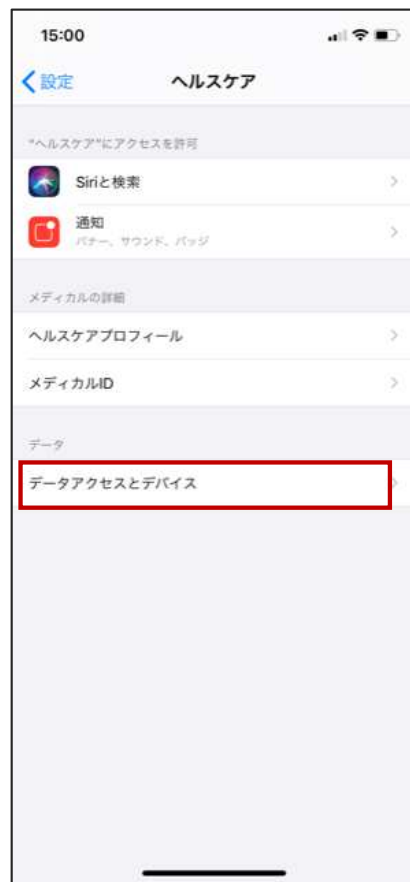 15:00
設定 ヘルスケア
"ヘルスケア"にアクセスを許可
Siriと検索
通知
バナー、サウンド、バッジ
メディカルの詳細
ヘルスケアプロフィール
メディカルID
データ
データアクセスとデバイス